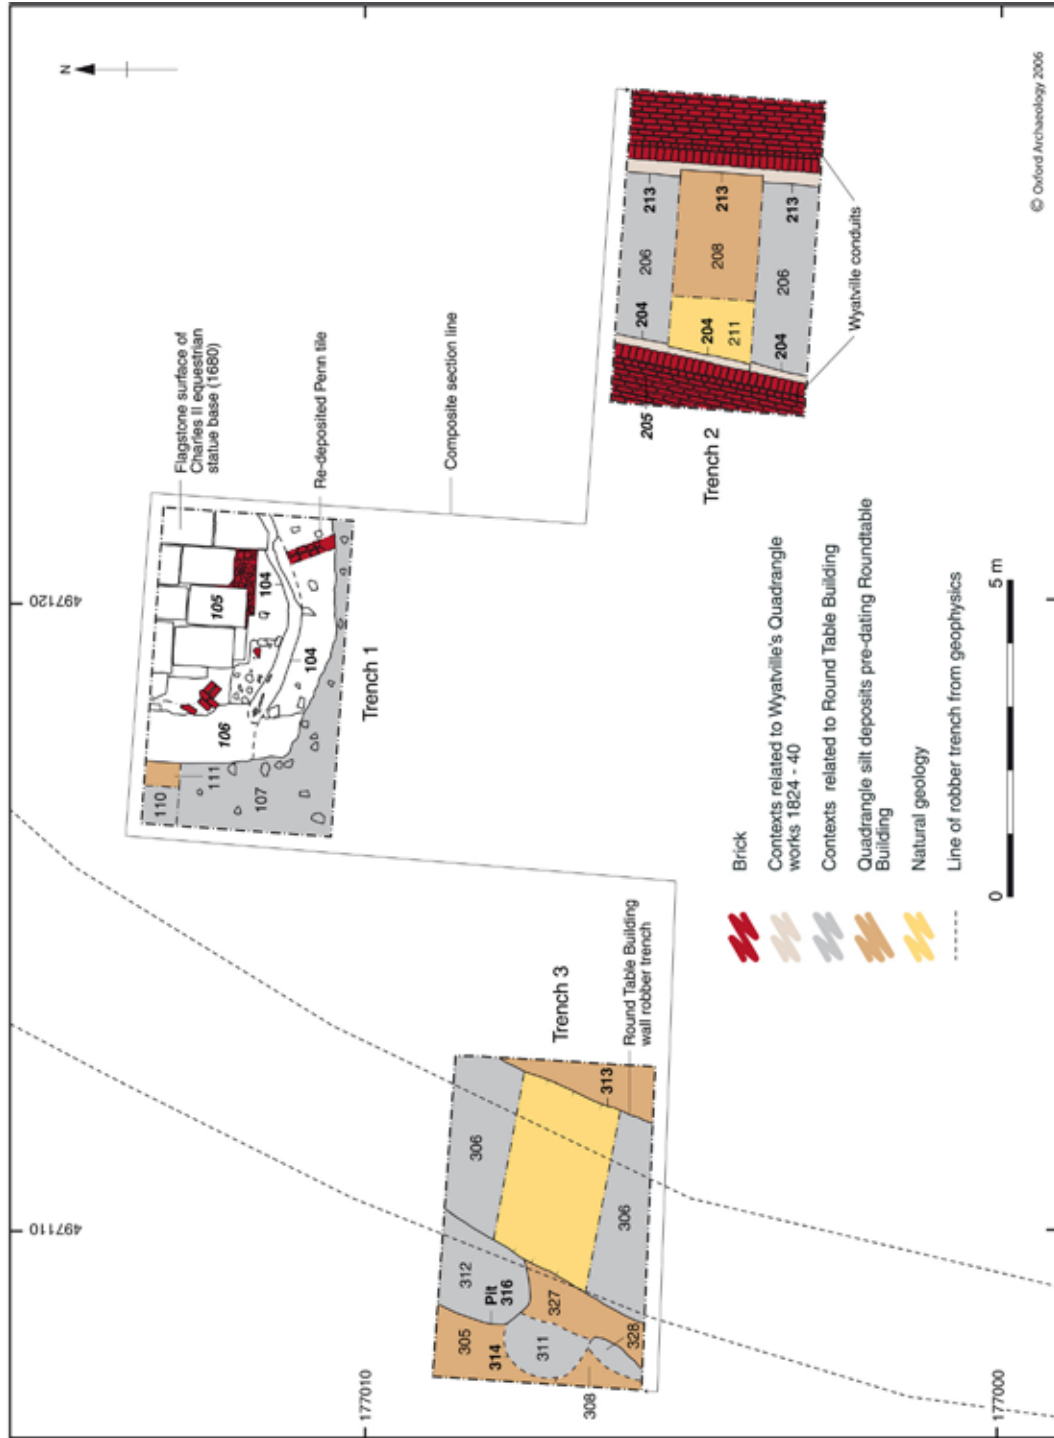 N
497120
497110
177010
177000
Flagstone surface of
Charles II equestrian
statue base (1680)
Re-deposited Penn tile
Composite section line
105
104
104
106
110
111
107
Trench 1
213
206
204
208
213
204
211
213
206
204
205
Wyatville conduits
Trench 2
306
313
312
Pit
316
305
314
327
311
328
306
308
Trench 3
Round Table Building
wall robber trench
Brick
Contexts related to Wyatville's Quadrangle
works 1824 - 40
Contexts related to Round Table Building
Quadrangle silt deposits pre-dating Roundtable
Building
Natural geology
Line of robber trench from geophysics
0
5 m
© Oxford Archaeology 2006